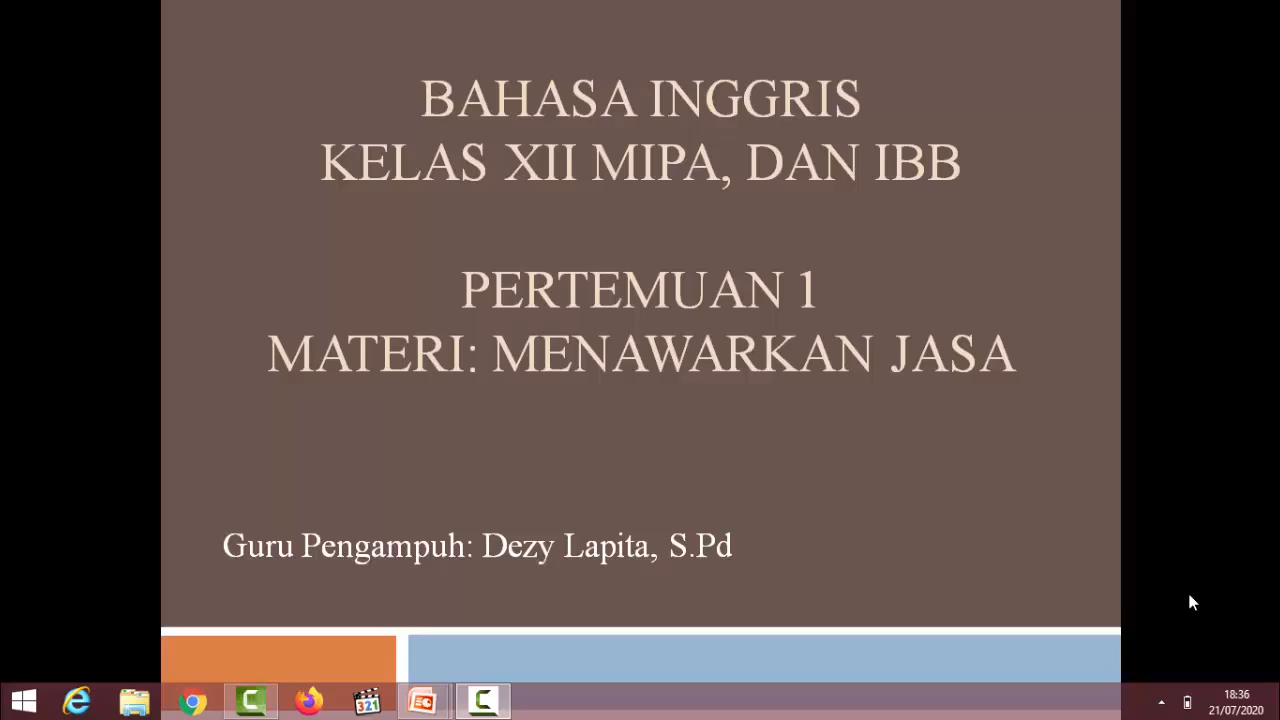 BAHASA INGGRIS
KELAS XII MIPA, DAN IBB
PERTEMUAN 1
MATERI: MENAWARKAN JASA
Guru Pengampuh: Dezy Lapita, S.Pd
321
18:36
21/07/2020